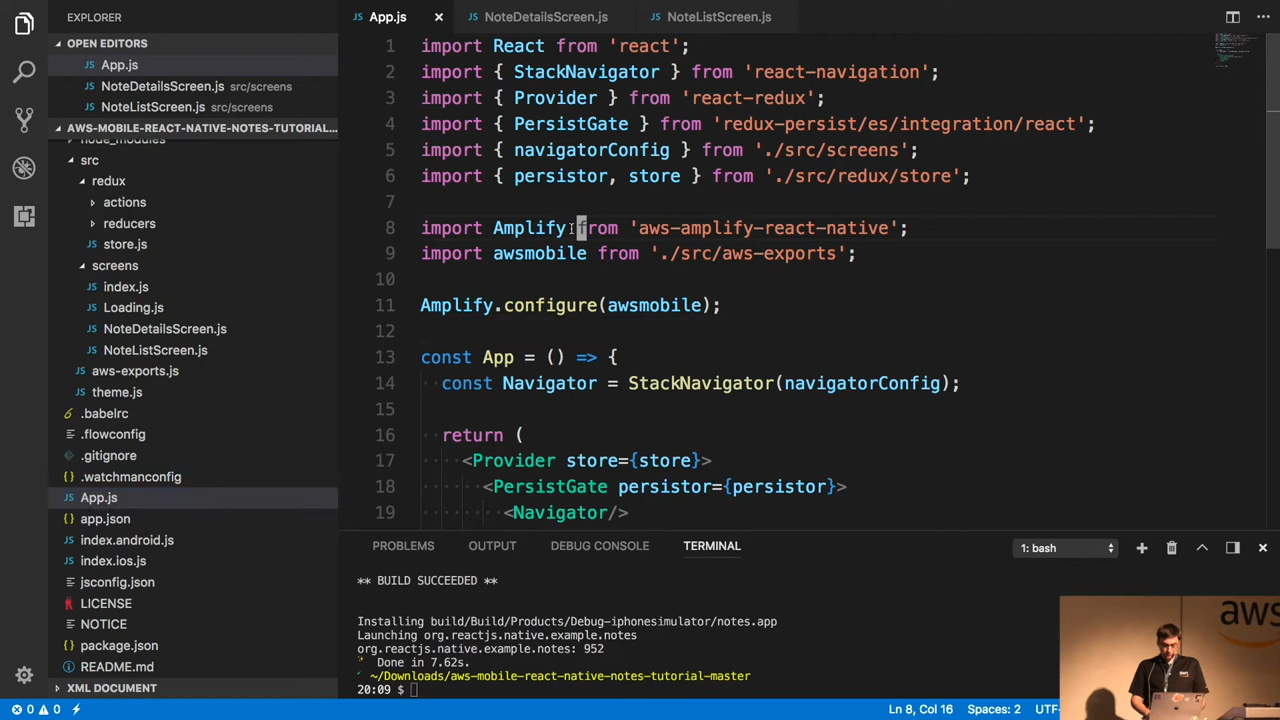 EXPLORER
OPEN EDITORS
App.js
NoteDetailsScreen.js src/screens
NoteListScreen.js src/screens
AWS-MOBILE-REACT-NATIVE-NOTES-TUTORIAL...
node_modules
src
redux
actions
reducers
store.js
screens
index.js
Loading.js
NoteDetailsScreen.js
NoteListScreen.js
aws-exports.js
theme.js
.babelrc
.flowconfig
.gitignore
.watchmanconfig
App.js
app.json
index.android.js
index.ios.js
jsconfig.json
LICENSE
NOTICE
package.json
README.md
XML DOCUMENT
0 0
App.js
NoteDetailsScreen.js
NoteListScreen.js
1 import React from 'react';
2 import { StackNavigator } from 'react-navigation';
3 import { Provider } from 'react-redux';
4 import { PersistGate } from 'redux-persist/es/integration/react';
5 import { navigatorConfig } from './src/screens';
6 import { persistor, store } from './src/redux/store';
7
8 import Amplify from 'aws-amplify-react-native';
9 import awsmobile from './src/aws-exports';
10
11 Amplify.configure(awsmobile);
12
13 const App = () => {
14 const Navigator = StackNavigator(navigatorConfig);
15
16 return (
17 <Provider store={store}>
18 <PersistGate persistor={persistor}>
19 <Navigator/>
PROBLEMS OUTPUT DEBUG CONSOLE TERMINAL 1: bash
** BUILD SUCCEEDED **
Installing build/Build/Products/Debug-iphonesimulator/notes.app
Launching org.reactjs.native.example.notes
org.reactjs.native.example.notes: 952
Done in 7.62s.
~/Downloads/aws-mobile-react-native-notes-tutorial-master
20:09 $
Ln 8, Col 16 Spaces: 2 UTF-
aws